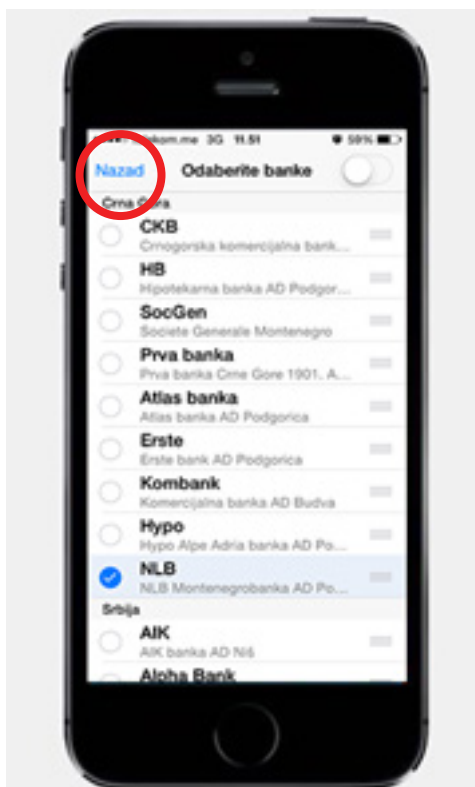 3G 11.51 59%
Nazad Odaberite banke
Crna Gora
CKB
Crnogorska komercijalna bank...
HB
Hipotekarna banka AD Podgor...
SocGen
Societe Generale Montenegro
Prva banka
Prva banka Crne Gore 1901. A...
Atlas banka
Atlas banka AD Podgorica
Erste
Erste bank AD Podgorica
Kombank
Komercijalna banka AD Budva
Hypo
Hypo Alpe Adria banka AD Po...
NLB
NLB Montenegrobanka AD Po...
Srbija
AIK
AIK banka AD Niš
Alpha Bank